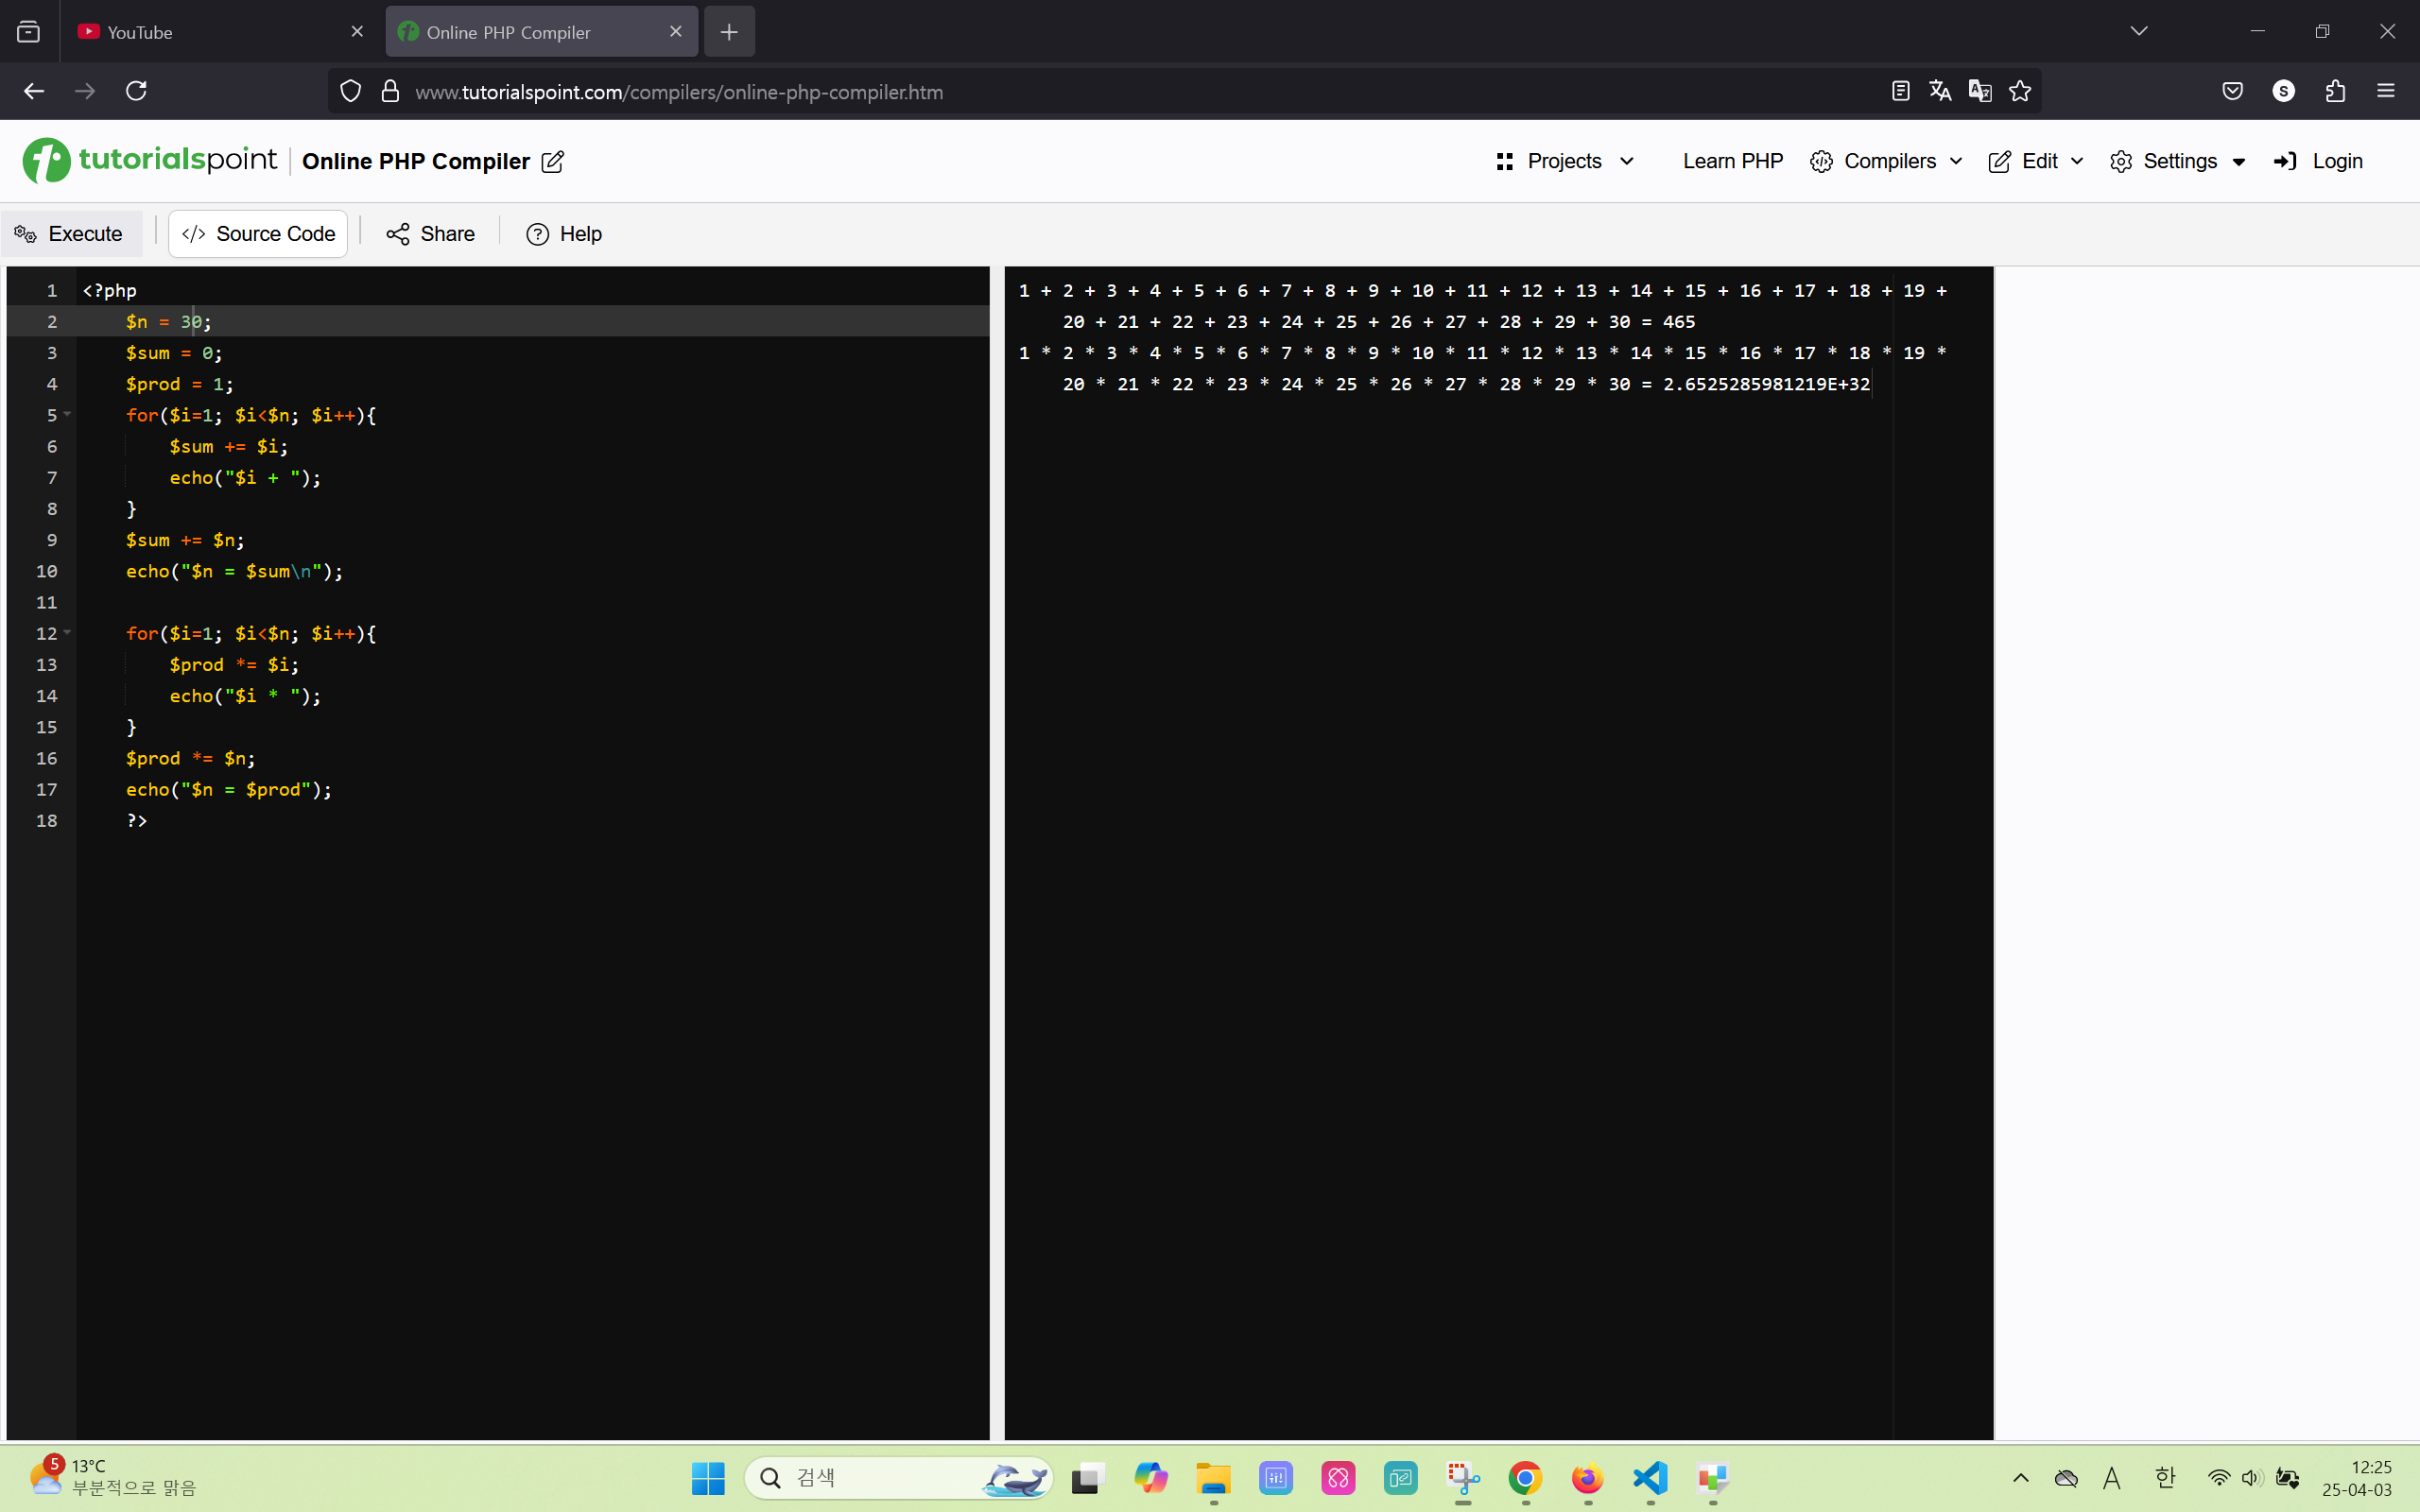 YouTube
Online PHP Compiler
www.tutorialspoint.com/compilers/online-php-compiler.htm
S
tutorialspoint
Online PHP Compiler
Projects
Learn PHP
Compilers
Edit
Settings
Login
Execute
</> Source Code
Share
Help
1 <?php
2 $n = 30;
3 $sum = 0;
4 $prod = 1;
5 for($i=1; $i<$n; $i++){
6 $sum += $i;
7 echo("$i + ");
8 }
9 $sum += $n;
10 echo("$n = $sum\n");
11
12 for($i=1; $i<$n; $i++){
13 $prod *= $i;
14 echo("$i * ");
15 }
16 $prod *= $n;
17 echo("$n = $prod");
18 ?>
1 + 2 + 3 + 4 + 5 + 6 + 7 + 8 + 9 + 10 + 11 + 12 + 13 + 14 + 15 + 16 + 17 + 18 + 19 +
20 + 21 + 22 + 23 + 24 + 25 + 26 + 27 + 28 + 29 + 30 = 465
1 * 2 * 3 * 4 * 5 * 6 * 7 * 8 * 9 * 10 * 11 * 12 * 13 * 14 * 15 * 16 * 17 * 18 * 19 *
20 * 21 * 22 * 23 * 24 * 25 * 26 * 27 * 28 * 29 * 30 = 2.6525285981219E+32
5
13°C
부분적으로 맑음
검색
A
한
12:25
25-04-03